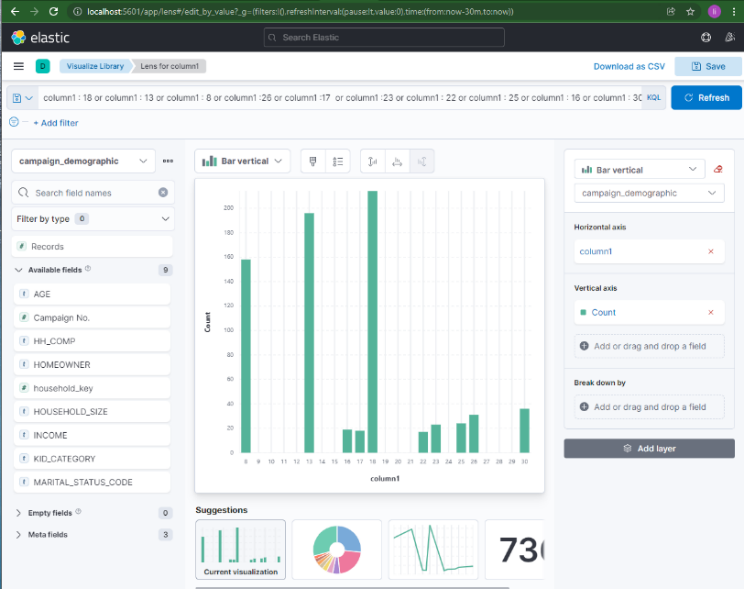 localhost:5601/app/lens#/edit_by_value?_g=(filters:!(),refreshInterval:(pause:!t,value:0),time:(from:now-30m,to:now))
elastic
Search Elastic
D
Visualize Library
Lens for column1
Download as CSV
Save
column1 : 18 or column1 : 13 or column1 : 8 or column1 :26 or column1 :17 or column1 :23 or column1 : 22 or column1 : 25 or column1 : 16 or column1 : 30
KQL
Refresh
+ Add filter
campaign_demographic
Bar vertical
Search field names
Filter by type 0
# Records
Available fields 9
t AGE
# Campaign No.
t HH_COMP
t HOMEOWNER
# household_key
t HOUSEHOLD_SIZE
t INCOME
t KID_CATEGORY
t MARITAL_STATUS_CODE
Empty fields 0
Meta fields 3
200
180
160
140
120
100
80
60
40
20
0
Count
8 9 10 11 12 13 14 15 16 17 18 19 20 21 22 23 24 25 26 27 28 29 30
column1
Suggestions
Current visualization
730
Bar vertical
campaign_demographic
Horizontal axis
column1
Vertical axis
Count
Add or drag and drop a field
Break down by
Add or drag and drop a field
Add layer